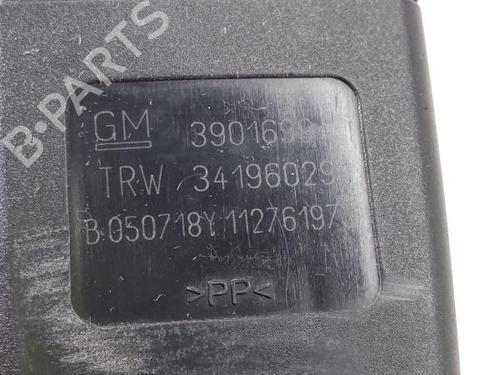 B-PARTS
GM
TRW 34196029
B 050718Y 11276197
>PP<